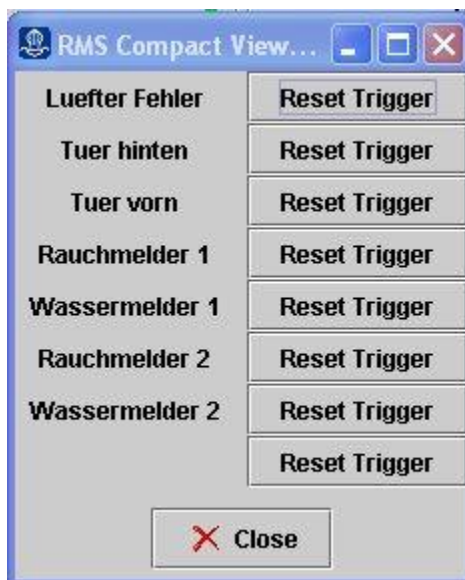 RMS Compact View...
Luefter Fehler Reset Trigger
Tuer hinten Reset Trigger
Tuer vorn Reset Trigger
Rauchmelder 1 Reset Trigger
Wassermelder 1 Reset Trigger
Rauchmelder 2 Reset Trigger
Wassermelder 2 Reset Trigger
Reset Trigger
Close